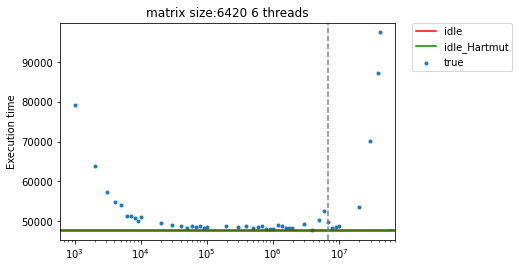 matrix size:6420 6 threads
idle
idle_Hartmut
true
Execution time
90000
80000
70000
60000
50000
10³ 10⁴ 10⁵ 10⁶ 10⁷